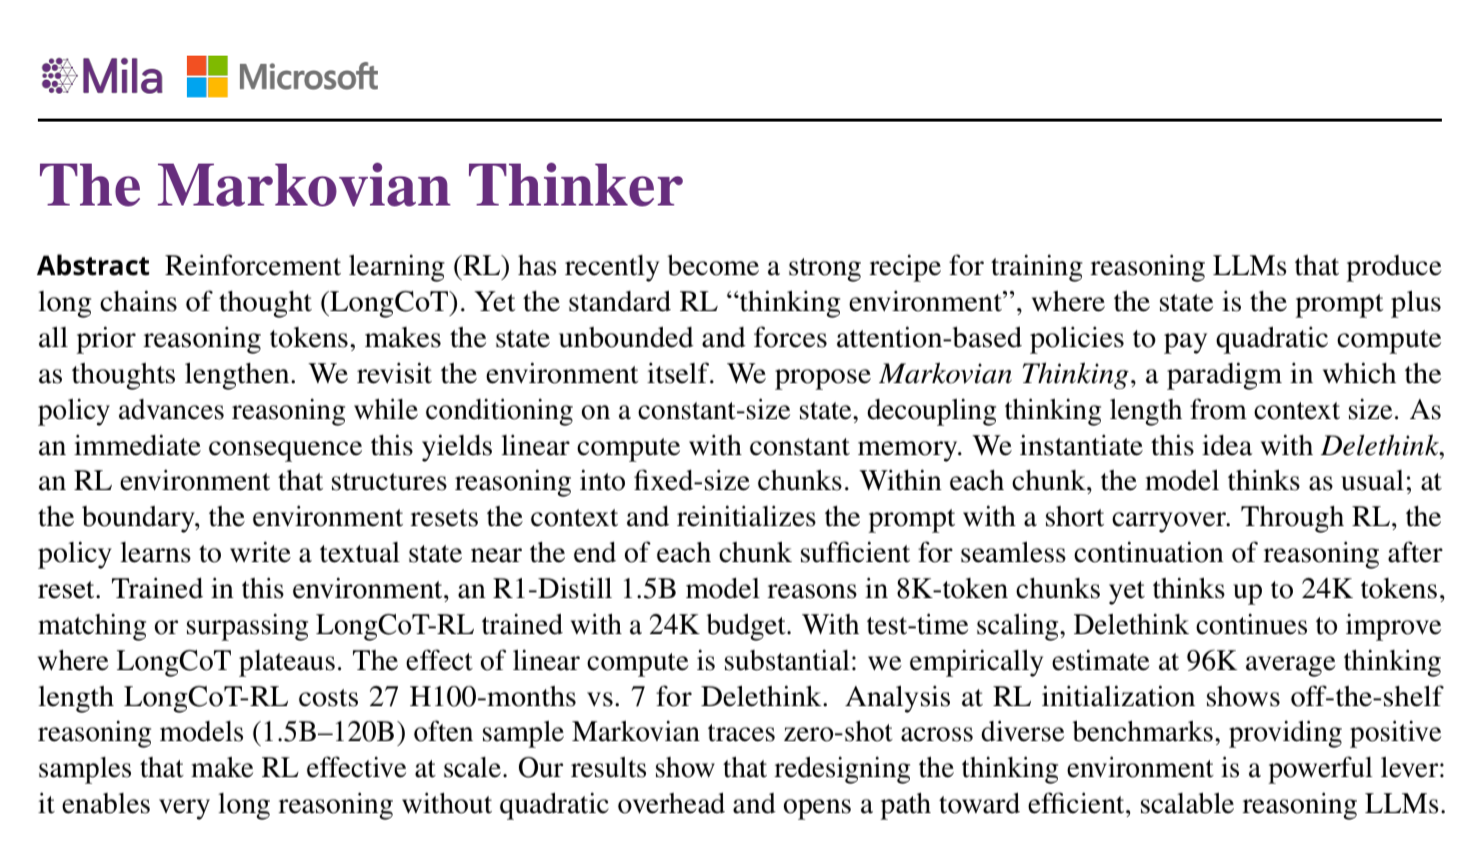 Mila Microsoft
The Markovian Thinker
Abstract Reinforcement learning (RL) has recently become a strong recipe for training reasoning LLMs that produce
long chains of thought (LongCoT). Yet the standard RL “thinking environment”, where the state is the prompt plus
all prior reasoning tokens, makes the state unbounded and forces attention-based policies to pay quadratic compute
as thoughts lengthen. We revisit the environment itself. We propose Markovian Thinking, a paradigm in which the
policy advances reasoning while conditioning on a constant-size state, decoupling thinking length from context size. As
an immediate consequence this yields linear compute with constant memory. We instantiate this idea with Delethink,
an RL environment that structures reasoning into fixed-size chunks. Within each chunk, the model thinks as usual; at
the boundary, the environment resets the context and reinitializes the prompt with a short carryover. Through RL, the
policy learns to write a textual state near the end of each chunk sufficient for seamless continuation of reasoning after
reset. Trained in this environment, an R1-Distill 1.5B model reasons in 8K-token chunks yet thinks up to 24K tokens,
matching or surpassing LongCoT-RL trained with a 24K budget. With test-time scaling, Delethink continues to improve
where LongCoT plateaus. The effect of linear compute is substantial: we empirically estimate at 96K average thinking
length LongCoT-RL costs 27 H100-months vs. 7 for Delethink. Analysis at RL initialization shows off-the-shelf
reasoning models (1.5B–120B) often sample Markovian traces zero-shot across diverse benchmarks, providing positive
samples that make RL effective at scale. Our results show that redesigning the thinking environment is a powerful lever:
it enables very long reasoning without quadratic overhead and opens a path toward efficient, scalable reasoning LLMs.